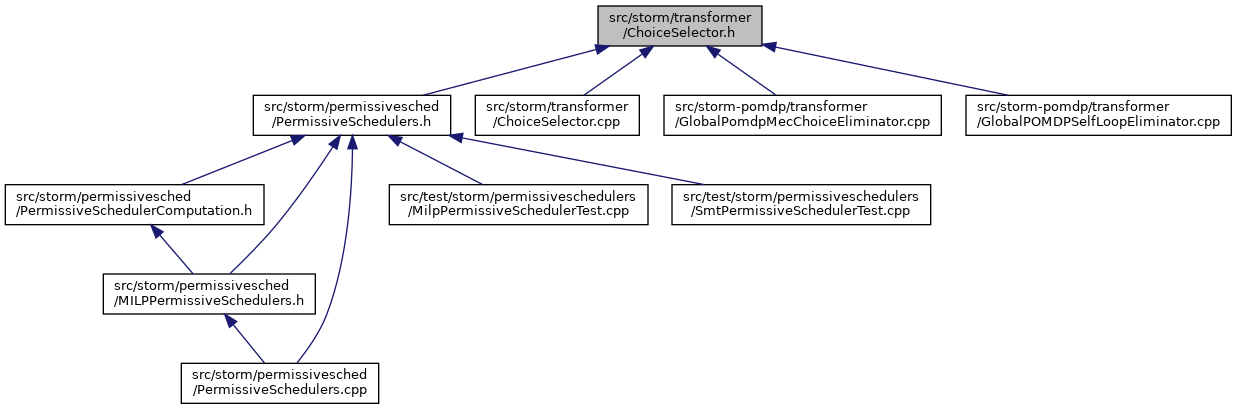 src/storm/transformer
/ChoiceSelector.h
src/storm/permissivesched
/PermissiveSchedulers.h
src/storm/transformer
/ChoiceSelector.cpp
src/storm-pomdp/transformer
/GlobalPomdpMecChoiceEliminator.cpp
src/storm-pomdp/transformer
/GlobalPOMDPSelfLoopEliminator.cpp
src/storm/permissivesched
/PermissiveSchedulerComputation.h
src/test/storm/permissiveschedulers
/MilpPermissiveSchedulerTest.cpp
src/test/storm/permissiveschedulers
/SmtPermissiveSchedulerTest.cpp
src/storm/permissivesched
/MILPPermissiveSchedulers.h
src/storm/permissivesched
/PermissiveSchedulers.cpp